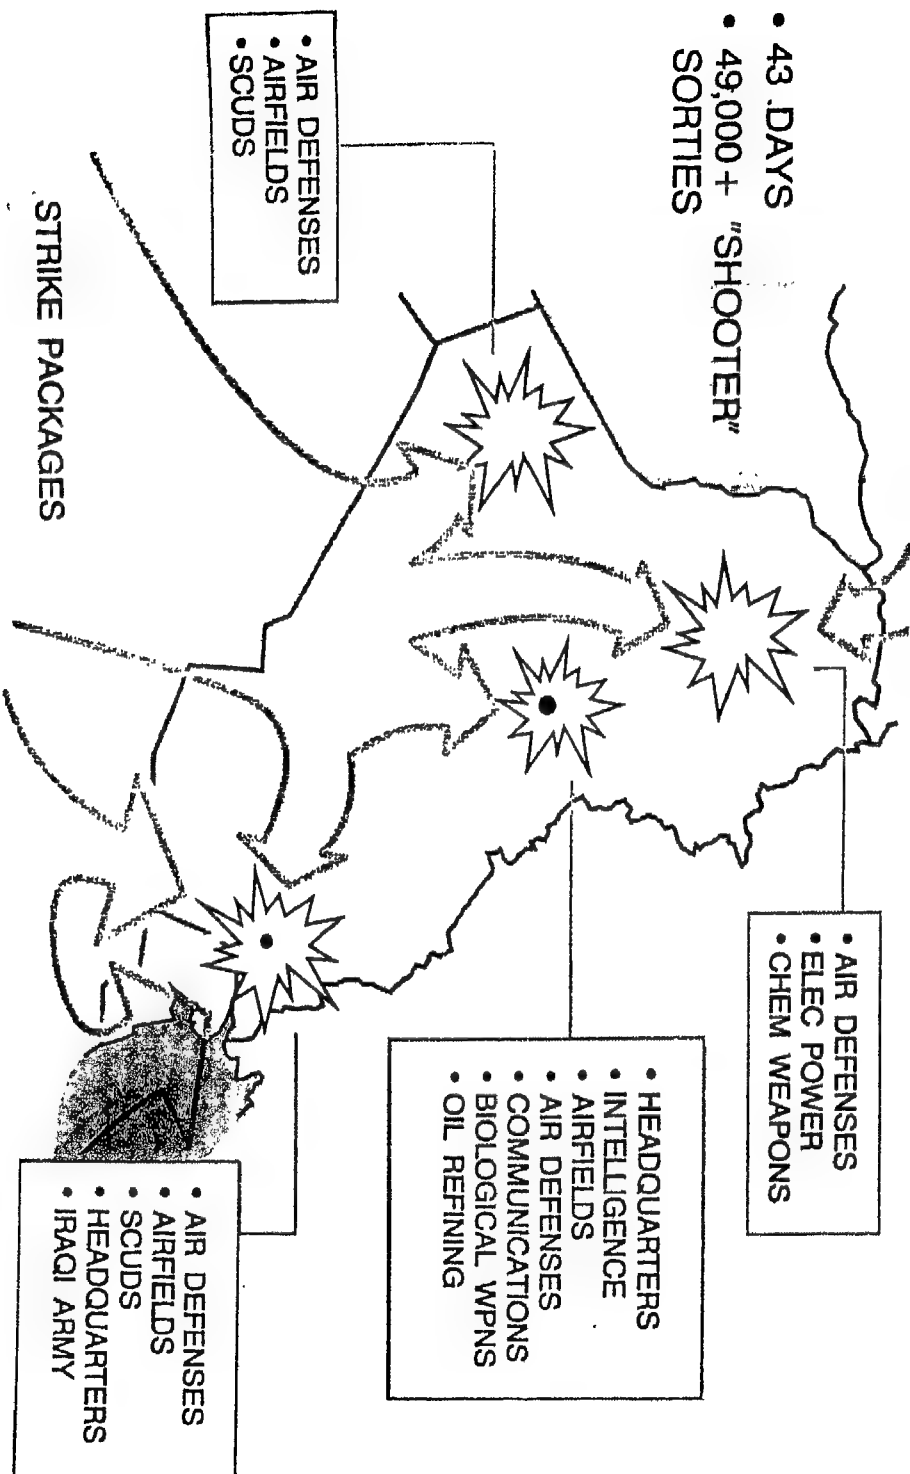 • 43 DAYS
• 49,000+ "SHOOTER"
SORTIES
• AIR DEFENSES
• ELEC POWER
• CHEM WEAPONS
• HEADQUARTERS
• INTELLIGENCE
• AIRFIELDS
• AIR DEFENSES
• COMMUNICATIONS
• BIOLOGICAL WPNS
• OIL REFINING
• AIR DEFENSES
• AIRFIELDS
• SCUDS
• AIR DEFENSES
• AIRFIELDS
• SCUDS
• HEADQUARTERS
• IRAQI ARMY
STRIKE PACKAGES